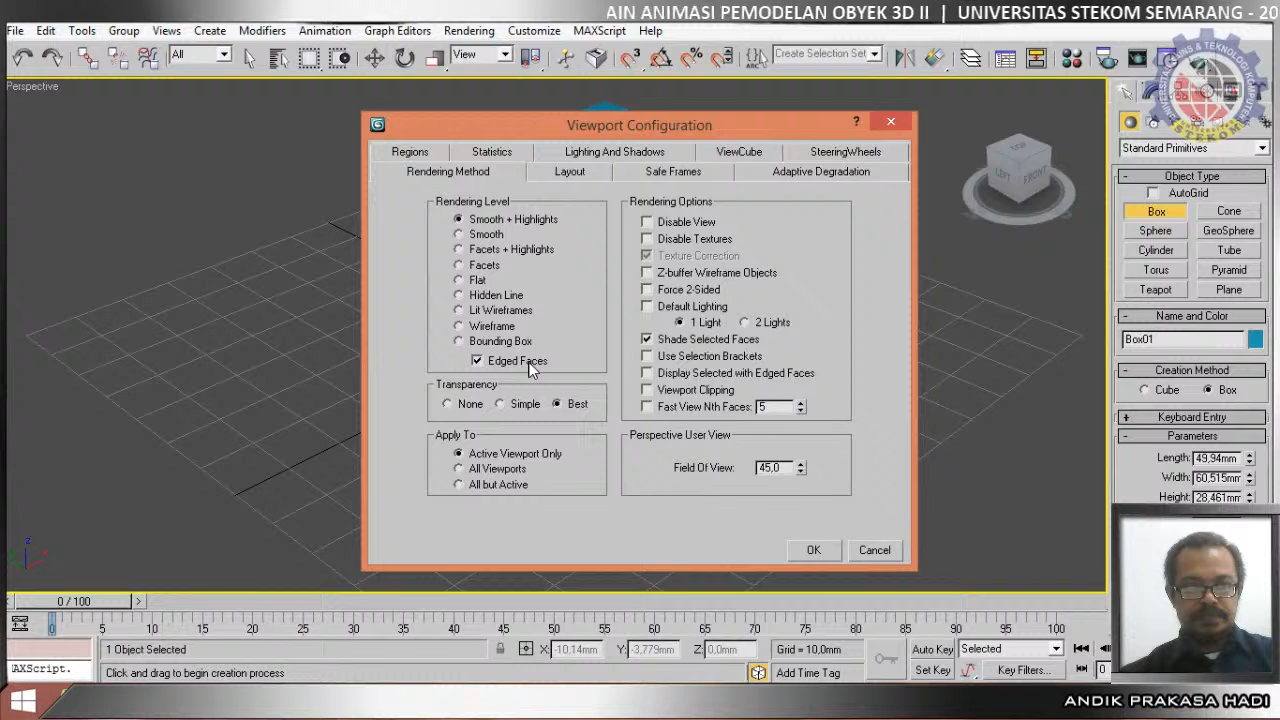 AIN ANIMASI PEMODELAN OBYEK 3D II | UNIVERSITAS STEKOM SEMARANG - 20
File Edit Tools Group Views Create Modifiers Animation Graph Editors Rendering Customize MAXScript Help
All View 3 Create Selection Set
Perspective
Viewport Configuration
Regions Statistics Lighting And Shadows ViewCube SteeringWheels
Rendering Method Layout Safe Frames Adaptive Degradation
Rendering Level
Smooth + Highlights
Smooth
Facets + Highlights
Facets
Flat
Hidden Line
Lit Wireframes
Wireframe
Bounding Box
Edged Faces
Transparency
None Simple Best
Apply To
Active Viewport Only
All Viewports
All but Active
Rendering Options
Disable View
Disable Textures
Texture Correction
Z-buffer Wireframe Objects
Force 2-Sided
Default Lighting
1 Light 2 Lights
Shade Selected Faces
Use Selection Brackets
Display Selected with Edged Faces
Viewport Clipping
Fast View Nth Faces: 5
Perspective User View
Field Of View: 45,0
OK Cancel
TOP
LEFT FRONT
STEKOM
Standard Primitives
- Object Type
AutoGrid
Box Cone
Sphere GeoSphere
Cylinder Tube
Torus Pyramid
Teapot Plane
- Name and Color
Box01
- Creation Method
Cube Box
+ Keyboard Entry
- Parameters
Length: 49,94mm
Width: 60,515mm
Height: 28,461mm
z
x
0 / 100
0 5 10 15 20 25 30 35 40 45 50 55 60 65 70 75 80 85 90 95 100
1 Object Selected X: -10,14mm Y: -3,779mm Z: 0,0mm Grid = 10,0mm Auto Key Selected
AXScript. Click and drag to begin creation process Add Time Tag Set Key Key Filters... 0
ANDIK PRAKASA HADI